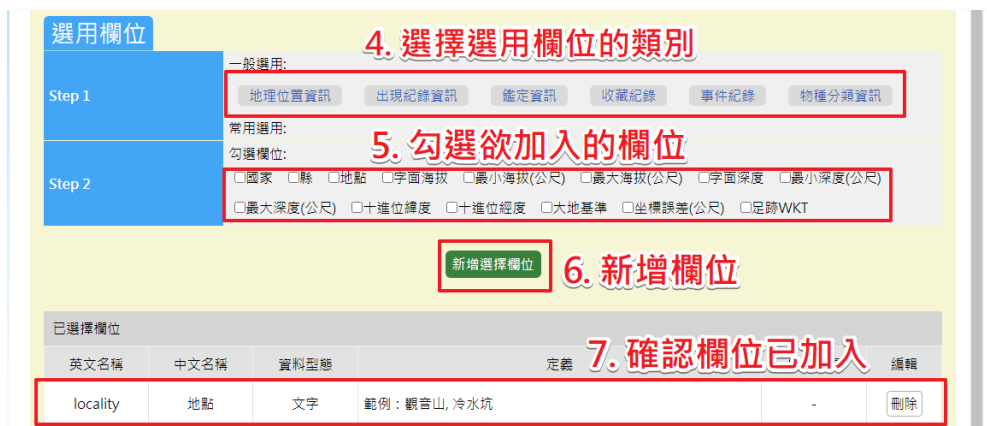 選用欄位
4. 選擇選用欄位的類別
一般選用:
Step 1
地理位置資訊 出現紀錄資訊 鑑定資訊 收藏紀錄 事件紀錄 物種分類資訊
常用選用:
5. 勾選欲加入的欄位
勾選欄位:
Step 2
國家 縣 地點 字面海拔 最小海拔(公尺) 最大海拔(公尺) 字面深度 最小深度(公尺)
最大深度(公尺) 十進位緯度 十進位經度 大地基準 坐標誤差(公尺) 足跡WKT
新增選擇欄位
6. 新增欄位
已選擇欄位
7. 確認欄位已加入
英文名稱 中文名稱 資料型態 定義 編輯
locality 地點 文字 範例：觀音山, 冷水坑 - 刪除